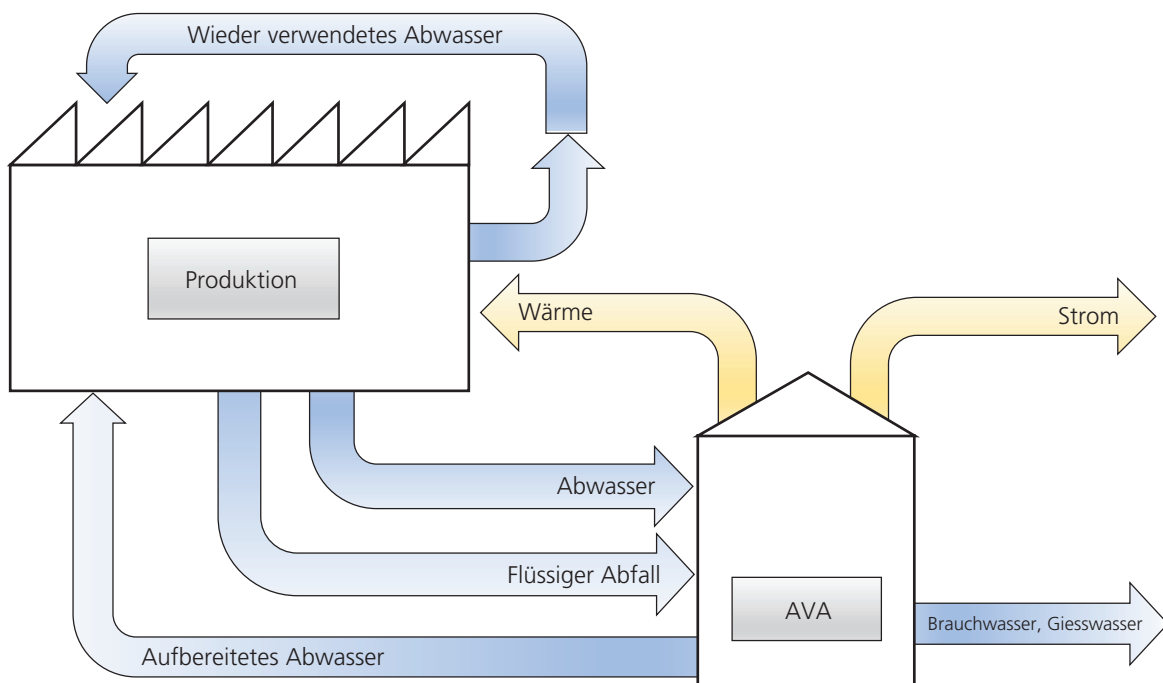 Wieder verwendetes Abwasser
Produktion
Wärme
Strom
Abwasser
Flüssiger Abfall
AVA
Brauchwasser, Giesswasser
Aufbereitetes Abwasser